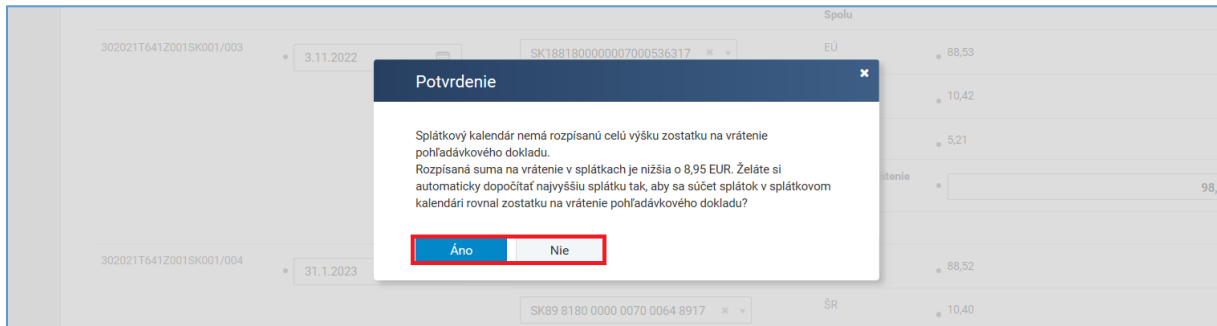 Spolu
302021T641Z001SK001/003
3.11.2022
SK1881800000007000536317
EÚ
88,53
Potvrdenie
10,42
Splátkový kalendár nemá rozpísanú celú výšku zostatku na vrátenie
pohľadávkového dokladu.
5,21
Rozpísaná suma na vrátenie v splátkach je nižšia o 8,95 EUR. Želáte si
automaticky dopočítať najvyššiu splátku tak, aby sa súčet splátok v splátkovom
kalendári rovnal zostatku na vrátenie pohľadávkového dokladu?
98,
Áno
Nie
302021T641Z001SK001/004
31.1.2023
88,52
SK89 8180 0000 0070 0064 8917
ŠR
10,40